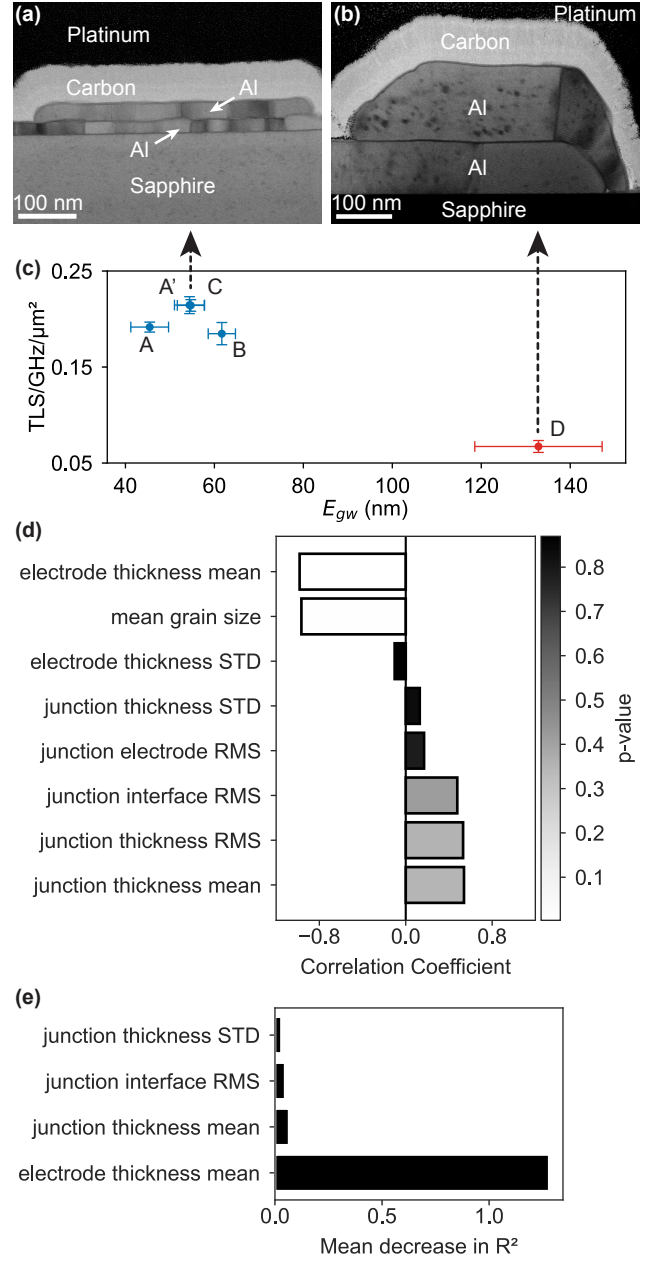 (a)
Platinum
Carbon
Al
Al
Sapphire
100 nm
(b)
Platinum
Carbon
Al
Al
Sapphire
100 nm
(c)
TLS/GHz/μm²
0.25
0.15
0.05
A'
C
A
B
D
40 60 80 100 120 140
E_gw (nm)
(d)
electrode thickness mean
mean grain size
electrode thickness STD
junction thickness STD
junction electrode RMS
junction interface RMS
junction thickness RMS
junction thickness mean
−0.8 0.0 0.8
Correlation Coefficient
0.8
0.7
0.6
0.5
0.4
0.3
0.2
0.1
p-value
(e)
junction thickness STD
junction interface RMS
junction thickness mean
electrode thickness mean
0.0 0.5 1.0
Mean decrease in R²